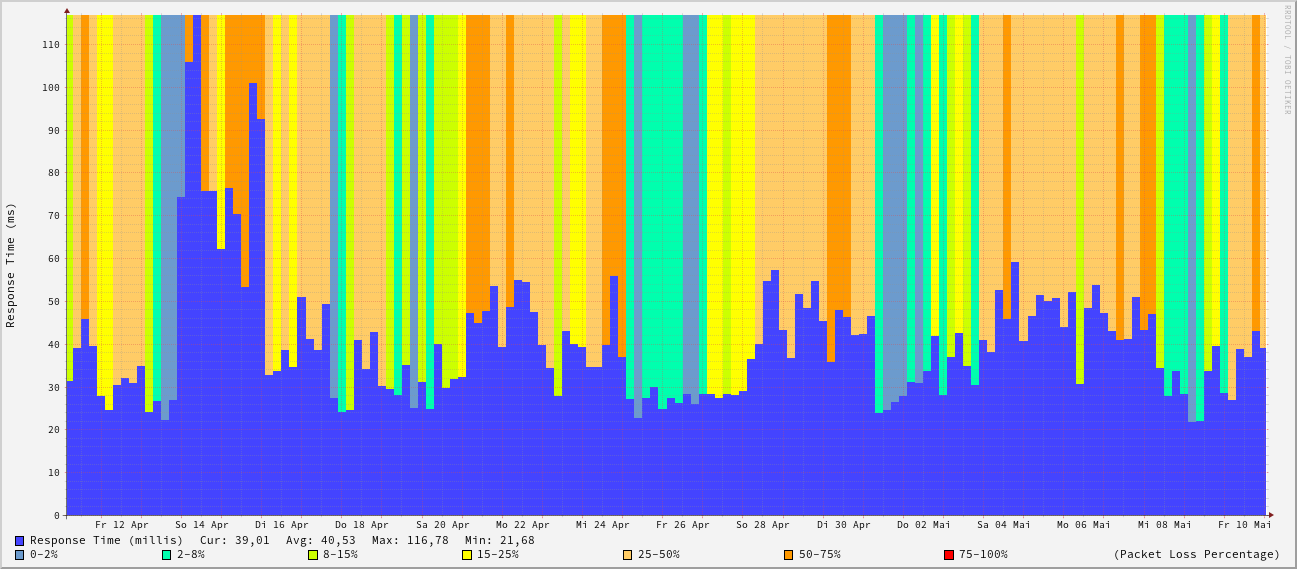 RRDTOOL / TOBI OETIKER
Response Time (ms)
110
100
90
80
70
60
50
40
30
20
10
0
Fr 12 Apr So 14 Apr Di 16 Apr Do 18 Apr Sa 20 Apr Mo 22 Apr Mi 24 Apr Fr 26 Apr So 28 Apr Di 30 Apr Do 02 Mai Sa 04 Mai Mo 06 Mai Mi 08 Mai Fr 10 Mai
Response Time (millis) Cur: 39,01 Avg: 40,53 Max: 116,78 Min: 21,68
0-2% 2-8% 8-15% 15-25% 25-50% 50-75% 75-100% (Packet Loss Percentage)